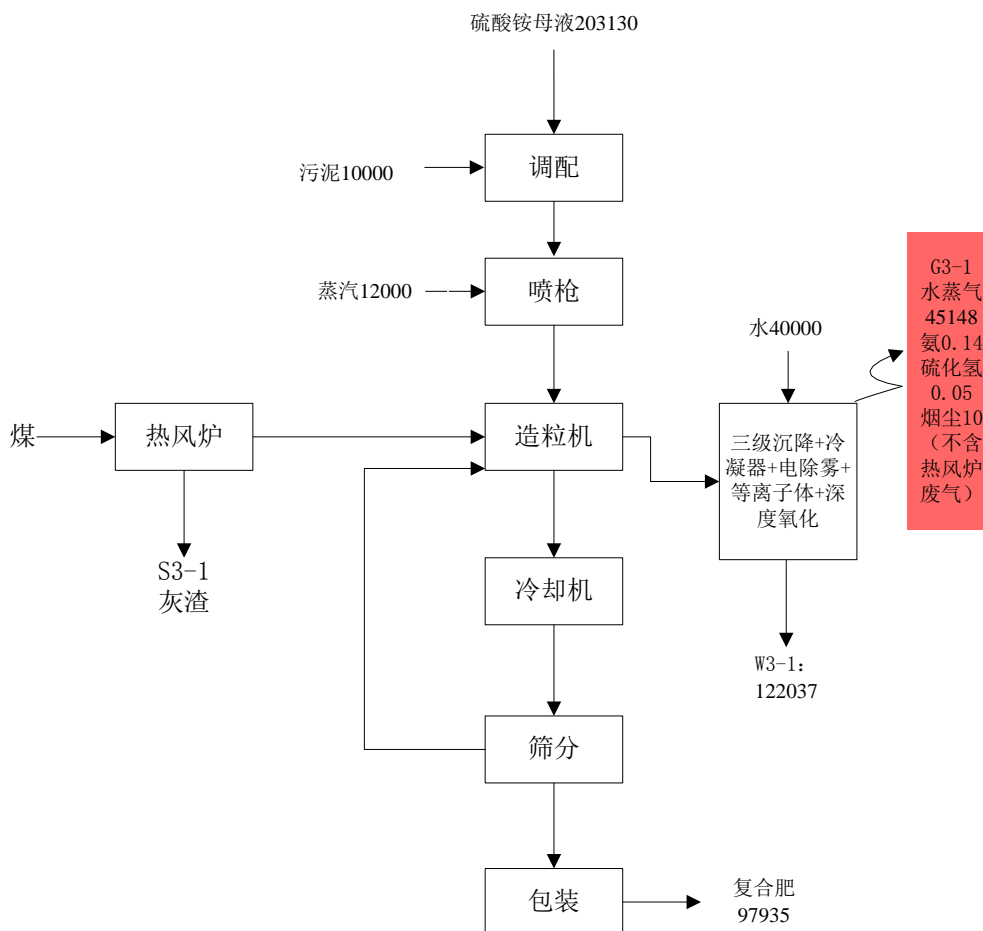 硫酸铵母液203130
调配
污泥10000
喷枪
蒸汽12000
水40000
G3-1
水蒸气
45148
氨0.14
硫化氢
0.05
烟尘10
（不含
热风炉
废气）
煤
热风炉
造粒机
三级沉降+冷
凝器+电除雾+
等离子体+深
度氧化
S3-1
灰渣
冷却机
W3-1:
122037
筛分
包装
复合肥
97935